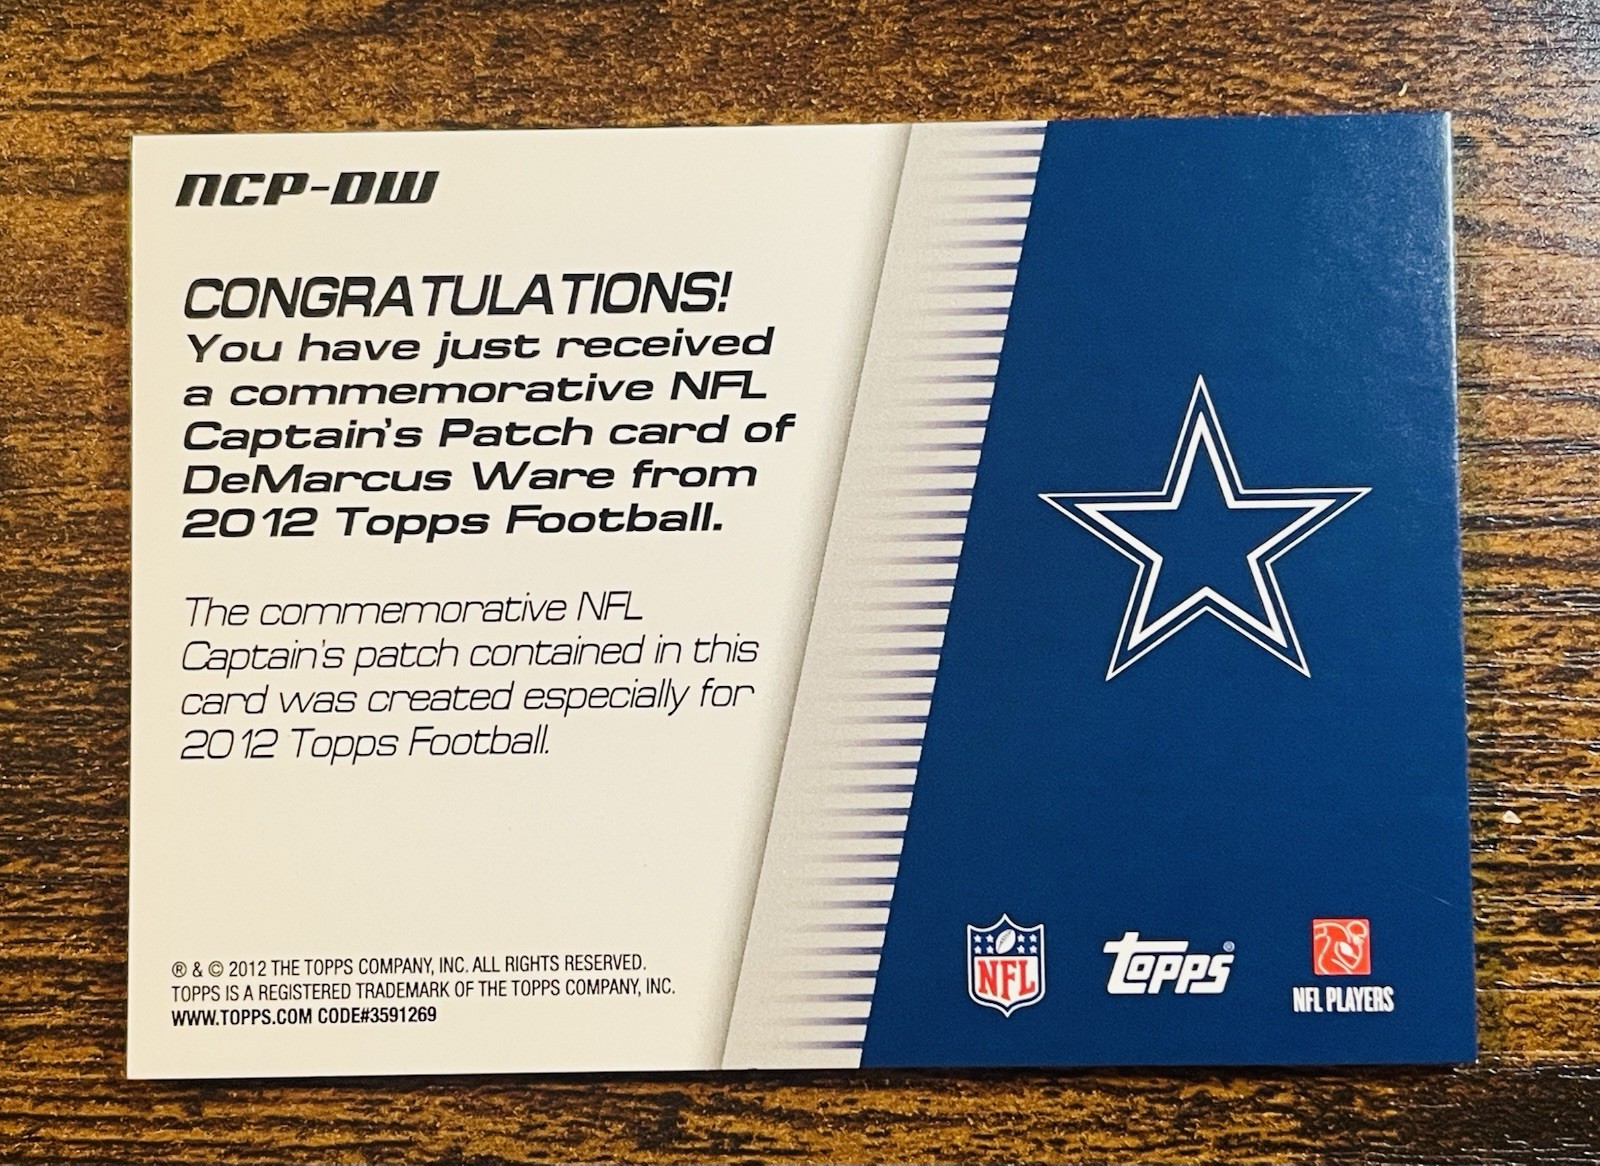 NCP-DW
CONGRATULATIONS!
You have just received
a commemorative NFL
Captain's Patch card of
DeMarcus Ware from
2012 Topps Football.
The commemorative NFL
Captain's patch contained in this
card was created especially for
2012 Topps Football.
® & © 2012 THE TOPPS COMPANY, INC. ALL RIGHTS RESERVED.
TOPPS IS A REGISTERED TRADEMARK OF THE TOPPS COMPANY, INC.
WWW.TOPPS.COM CODE#3591269
NFL
topps®
NFL PLAYERS